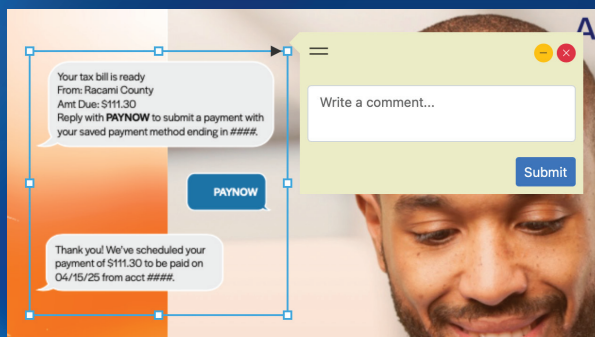 A
Your tax bill is ready
From: Racami County
Amt Due: $111.30
Reply with PAYNOW to submit a payment with
your saved payment method ending in ####.
PAYNOW
Thank you! We've scheduled your
payment of $111.30 to be paid on
04/15/25 from acct ####.
Write a comment...
Submit